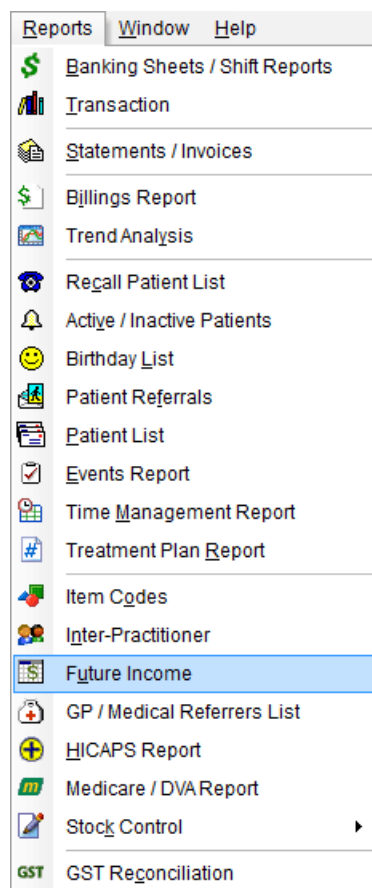 Reports Window Help
$ Banking Sheets / Shift Reports
Transaction
Statements / Invoices
$ Billings Report
Trend Analysis
Recall Patient List
Active / Inactive Patients
Birthday List
Patient Referrals
Patient List
Events Report
Time Management Report
# Treatment Plan Report
Item Codes
Inter-Practitioner
$ Future Income
GP / Medical Referrers List
HICAPS Report
m Medicare / DVA Report
Stock Control
GST GST Reconciliation